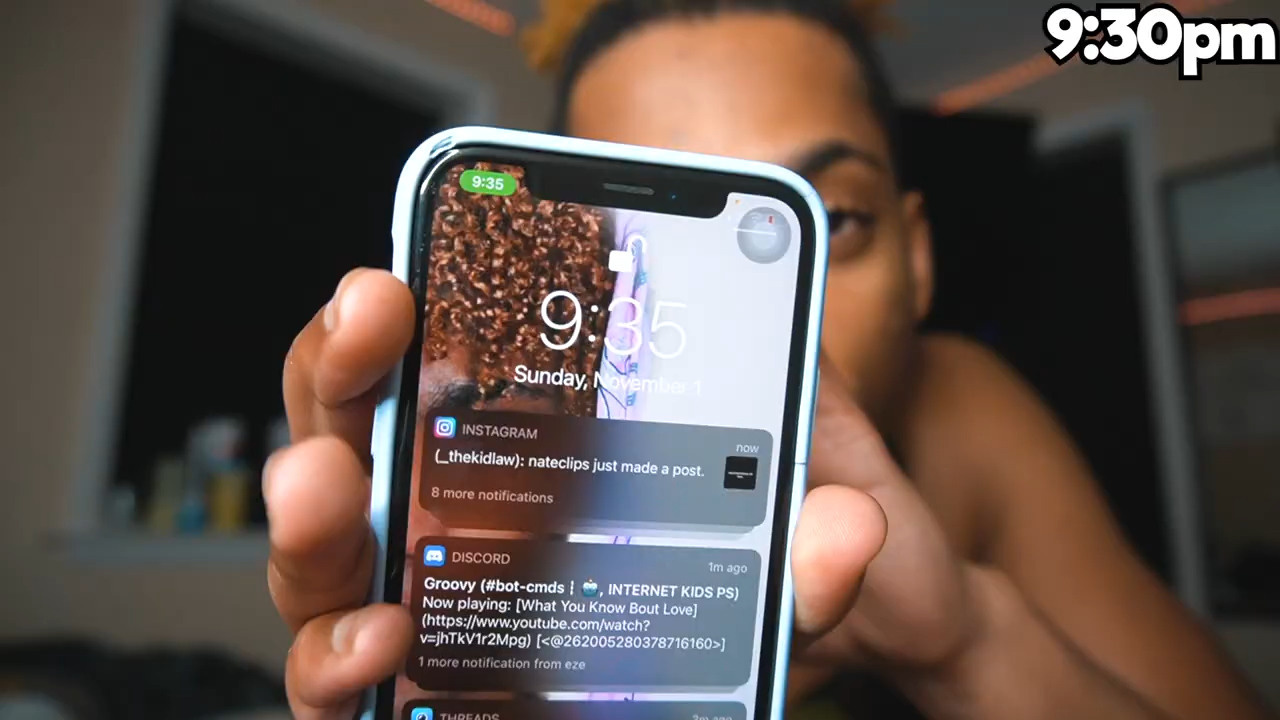 9:30pm
9:35
9:35
Sunday, November 1
INSTAGRAM
now
(_thekidlaw): nateclips just made a post.
8 more notifications
DISCORD
1m ago
Groovy (#bot-cmds ┇ 🤖, INTERNET KIDS PS)
Now playing: [What You Know Bout Love]
(https://www.youtube.com/watch?
v=jhTkV1r2Mpg) [<@262005280378716160>]
1 more notification from eze
THREADS
3m ago